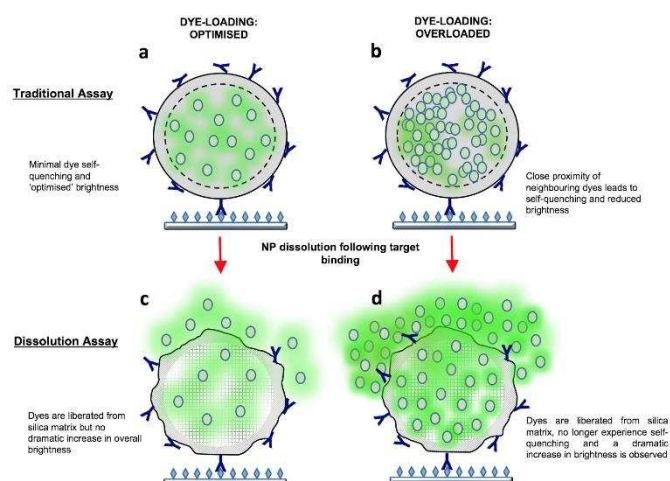 DYE-LOADING:
OPTIMISED
DYE-LOADING:
OVERLOADED
a
b
Traditional Assay
Minimal dye self-
quenching and
'optimised' brightness
Close proximity of
neighbouring dyes leads to
self-quenching and reduced
brightness
NP dissolution following target
binding
c
d
Dissolution Assay
Dyes are liberated from
silica matrix but no
dramatic increase in overall
brightness
Dyes are liberated from silica
matrix, no longer experience self-
quenching and a dramatic
increase in brightness is observed